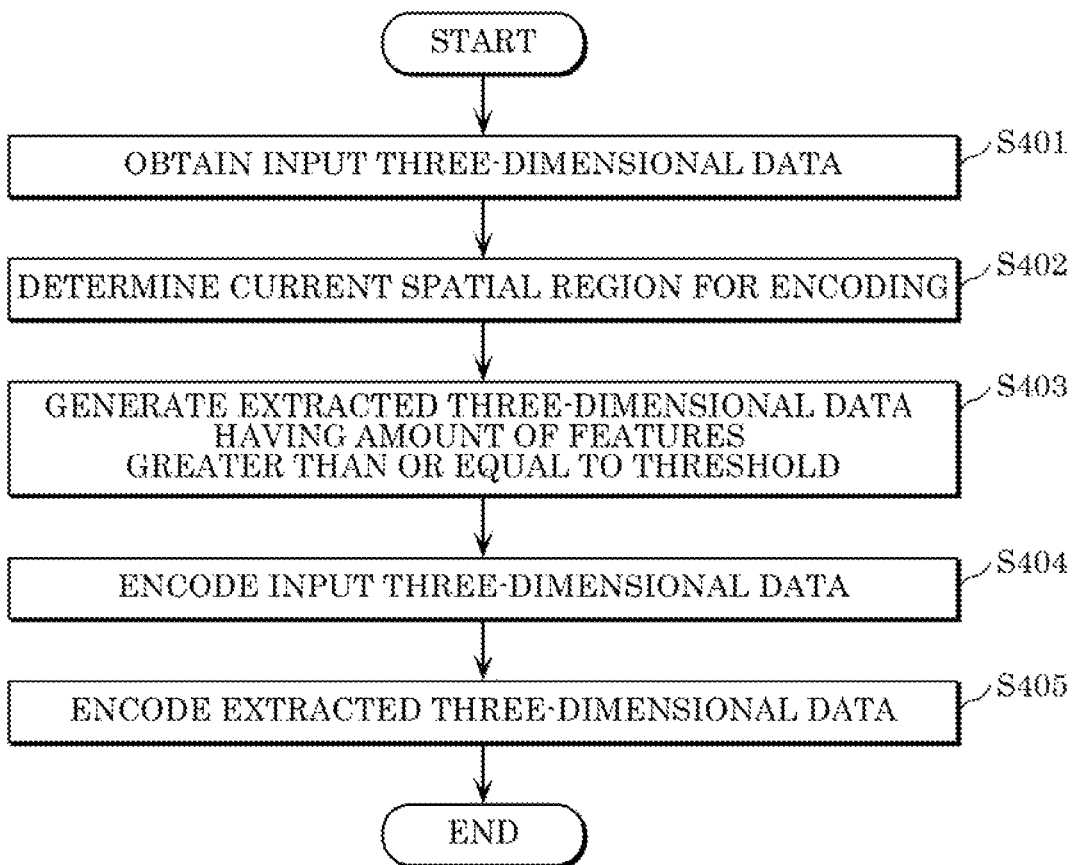 START
OBTAIN INPUT THREE-DIMENSIONAL DATA
S401
DETERMINE CURRENT SPATIAL REGION FOR ENCODING
S402
GENERATE EXTRACTED THREE-DIMENSIONAL DATA
HAVING AMOUNT OF FEATURES
GREATER THAN OR EQUAL TO THRESHOLD
S403
ENCODE INPUT THREE-DIMENSIONAL DATA
S404
ENCODE EXTRACTED THREE-DIMENSIONAL DATA
S405
END